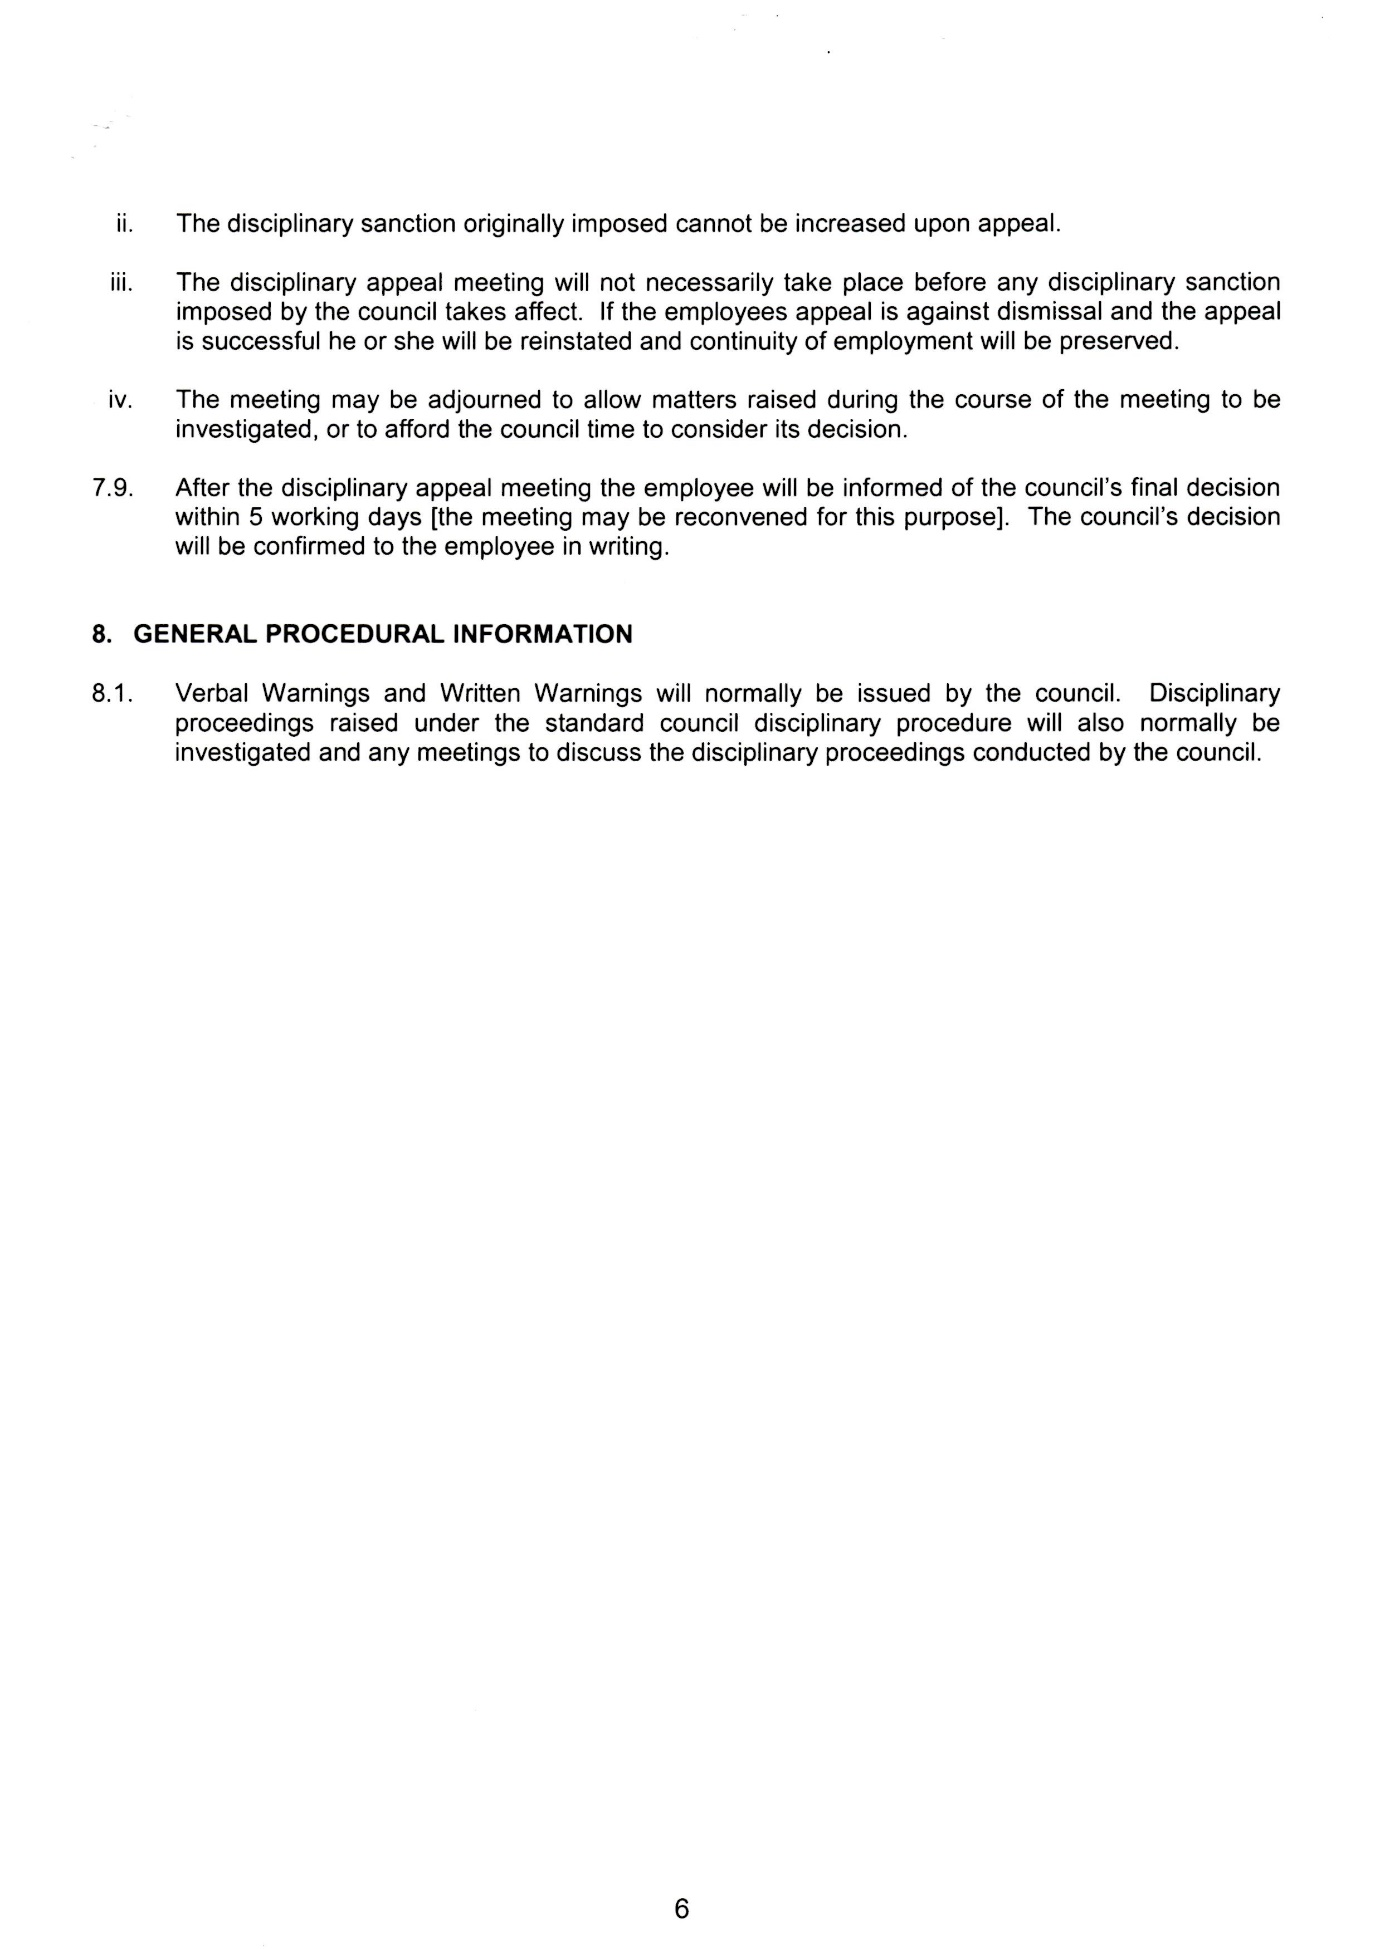 ii. The disciplinary sanction originally imposed cannot be increased upon appeal.
iii. The disciplinary appeal meeting will not necessarily take place before any disciplinary sanction
imposed by the council takes affect. If the employees appeal is against dismissal and the appeal
is successful he or she will be reinstated and continuity of employment will be preserved.
iv. The meeting may be adjourned to allow matters raised during the course of the meeting to be
investigated, or to afford the council time to consider its decision.
7.9. After the disciplinary appeal meeting the employee will be informed of the council's final decision
within 5 working days [the meeting may be reconvened for this purpose]. The council's decision
will be confirmed to the employee in writing.
8. GENERAL PROCEDURAL INFORMATION
8.1. Verbal Warnings and Written Warnings will normally be issued by the council. Disciplinary
proceedings raised under the standard council disciplinary procedure will also normally be
investigated and any meetings to discuss the disciplinary proceedings conducted by the council.
6